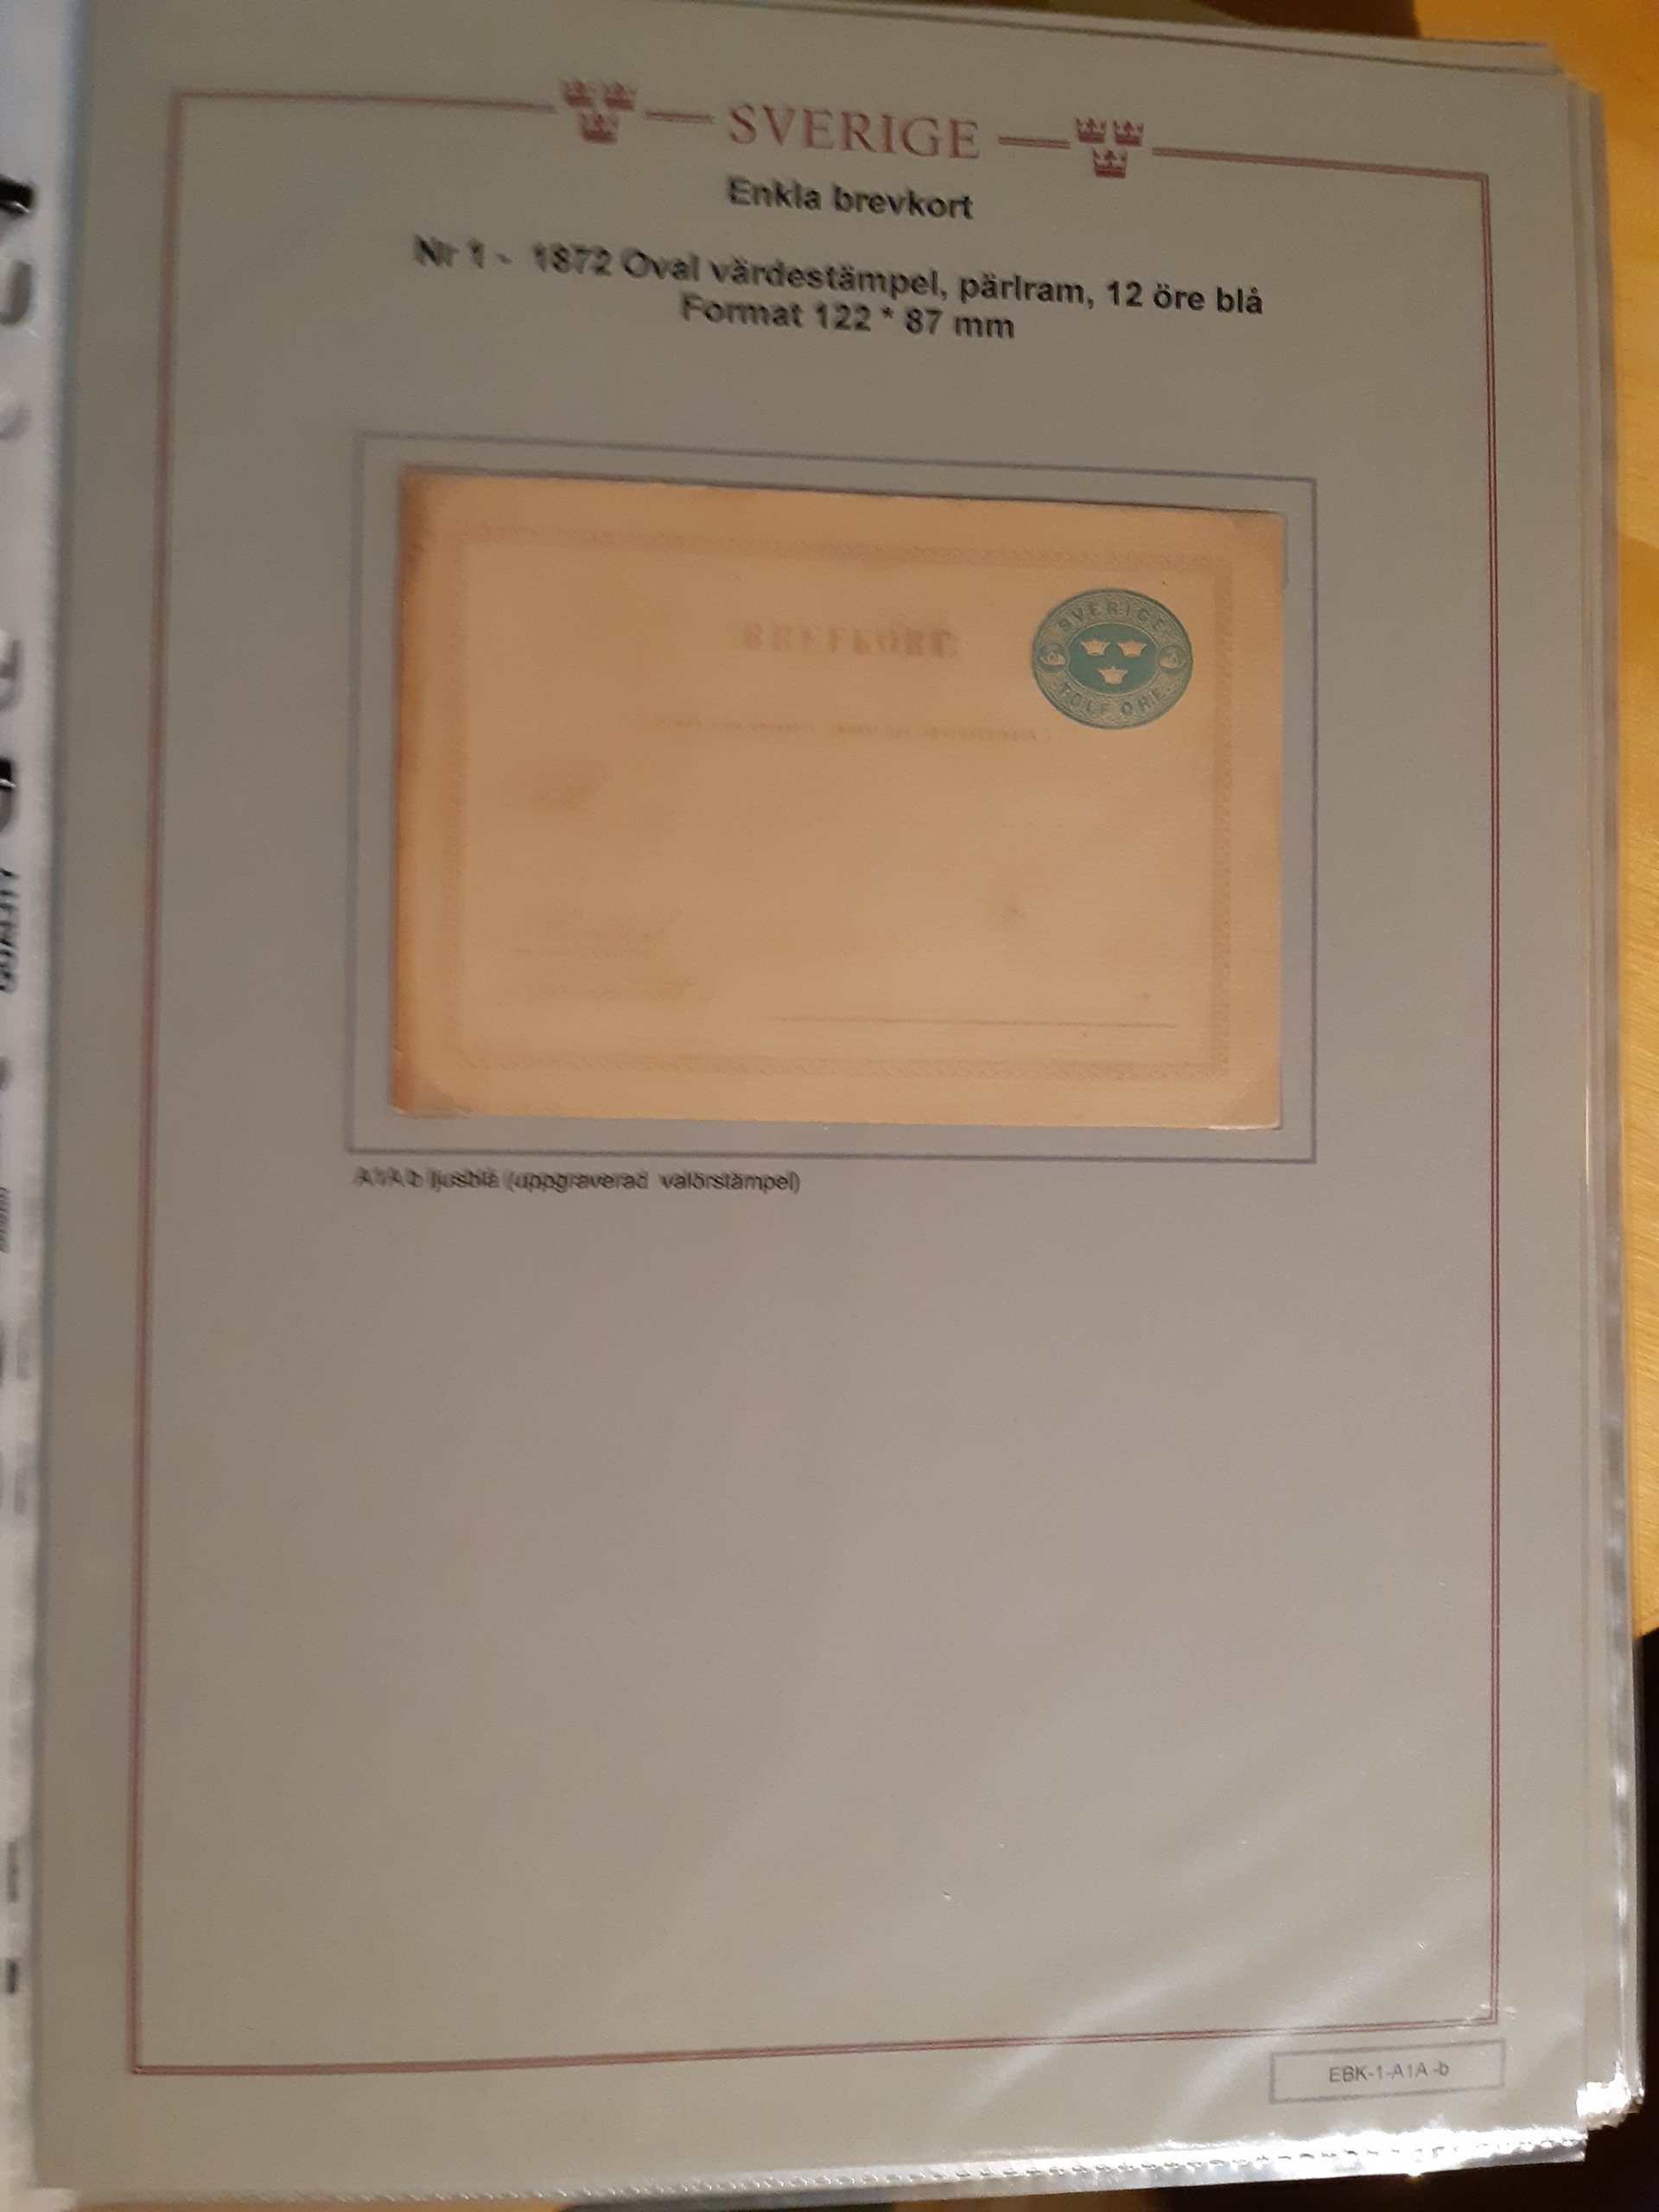 SVERIGE
Enkla brevkort
Nr 1 - 1872 Oval värdestämpel, pärlram, 12 öre blå
Format 122 * 87 mm
BREFKORT.
SVERIGE
TOLF ÖRE
A1A b ljusblå (uppgraverad valörstämpel)
EBK-1-A1A -b